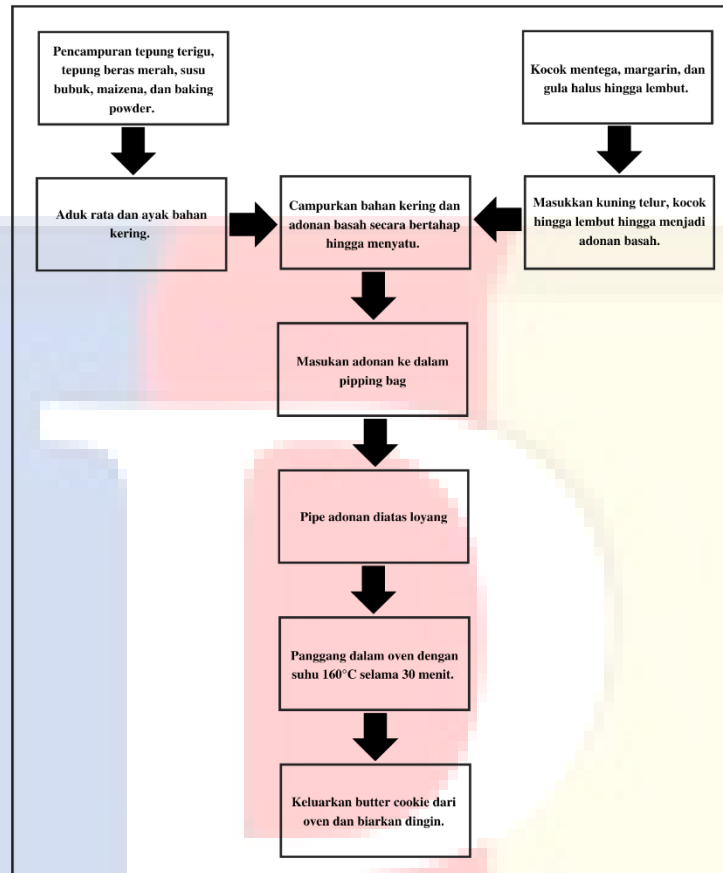 Pencampuran tepung terigu,
tepung beras merah, susu
bubuk, maizena, dan baking
powder.
Kocok mentega, margarin, dan
gula halus hingga lembut.
Aduk rata dan ayak bahan
kering.
Campurkan bahan kering dan
adonan basah secara bertahap
hingga menyatu.
Masukkan kuning telur, kocok
hingga lembut hingga menjadi
adonan basah.
Masukan adonan ke dalam
pipping bag
Pipe adonan diatas loyang
Panggang dalam oven dengan
suhu 160°C selama 30 menit.
Keluarkan butter cookie dari
oven dan biarkan dingin.